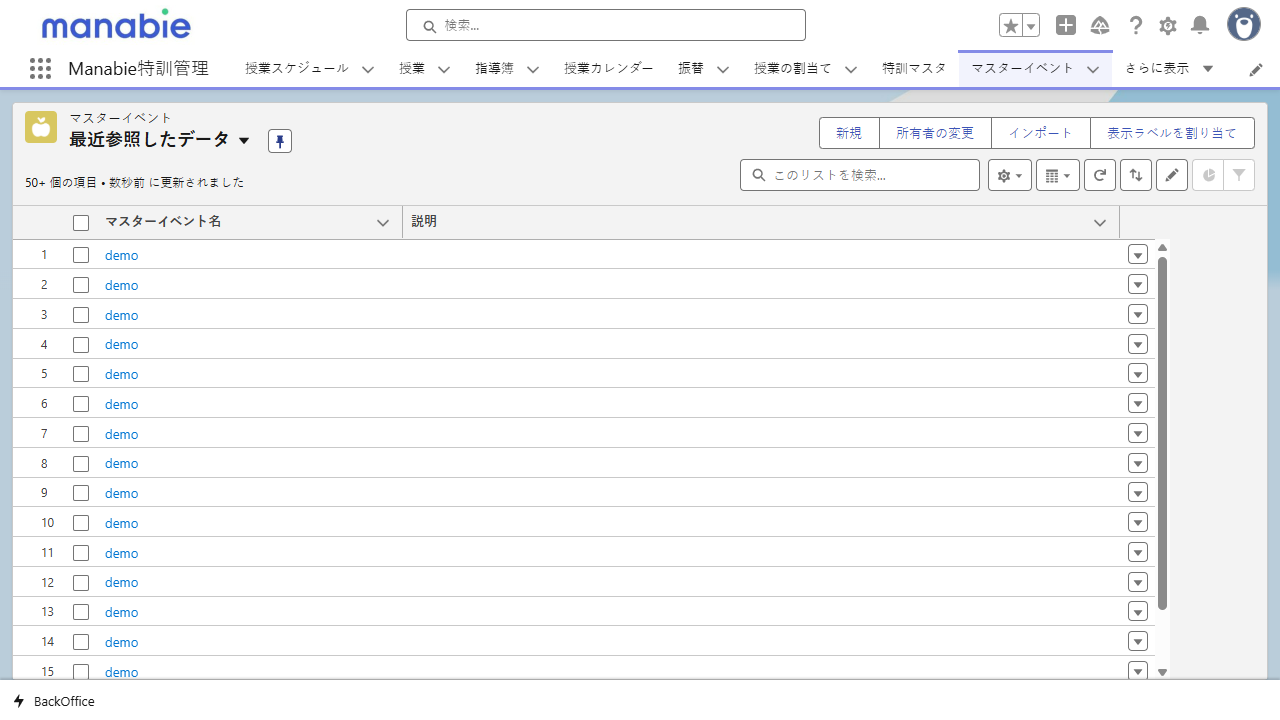 manabie
検索...
Manabie特訓管理
授業スケジュール
授業
指導簿
授業カレンダー
振替
授業の割当て
特訓マスタ
マスターイベント
さらに表示
マスターイベント
最近参照したデータ
新規
所有者の変更
インポート
表示ラベルを割り当て
50+ 個の項目 • 数秒前 に更新されました
このリストを検索...
マスターイベント名
説明
1 demo
2 demo
3 demo
4 demo
5 demo
6 demo
7 demo
8 demo
9 demo
10 demo
11 demo
12 demo
13 demo
14 demo
15 demo
BackOffice